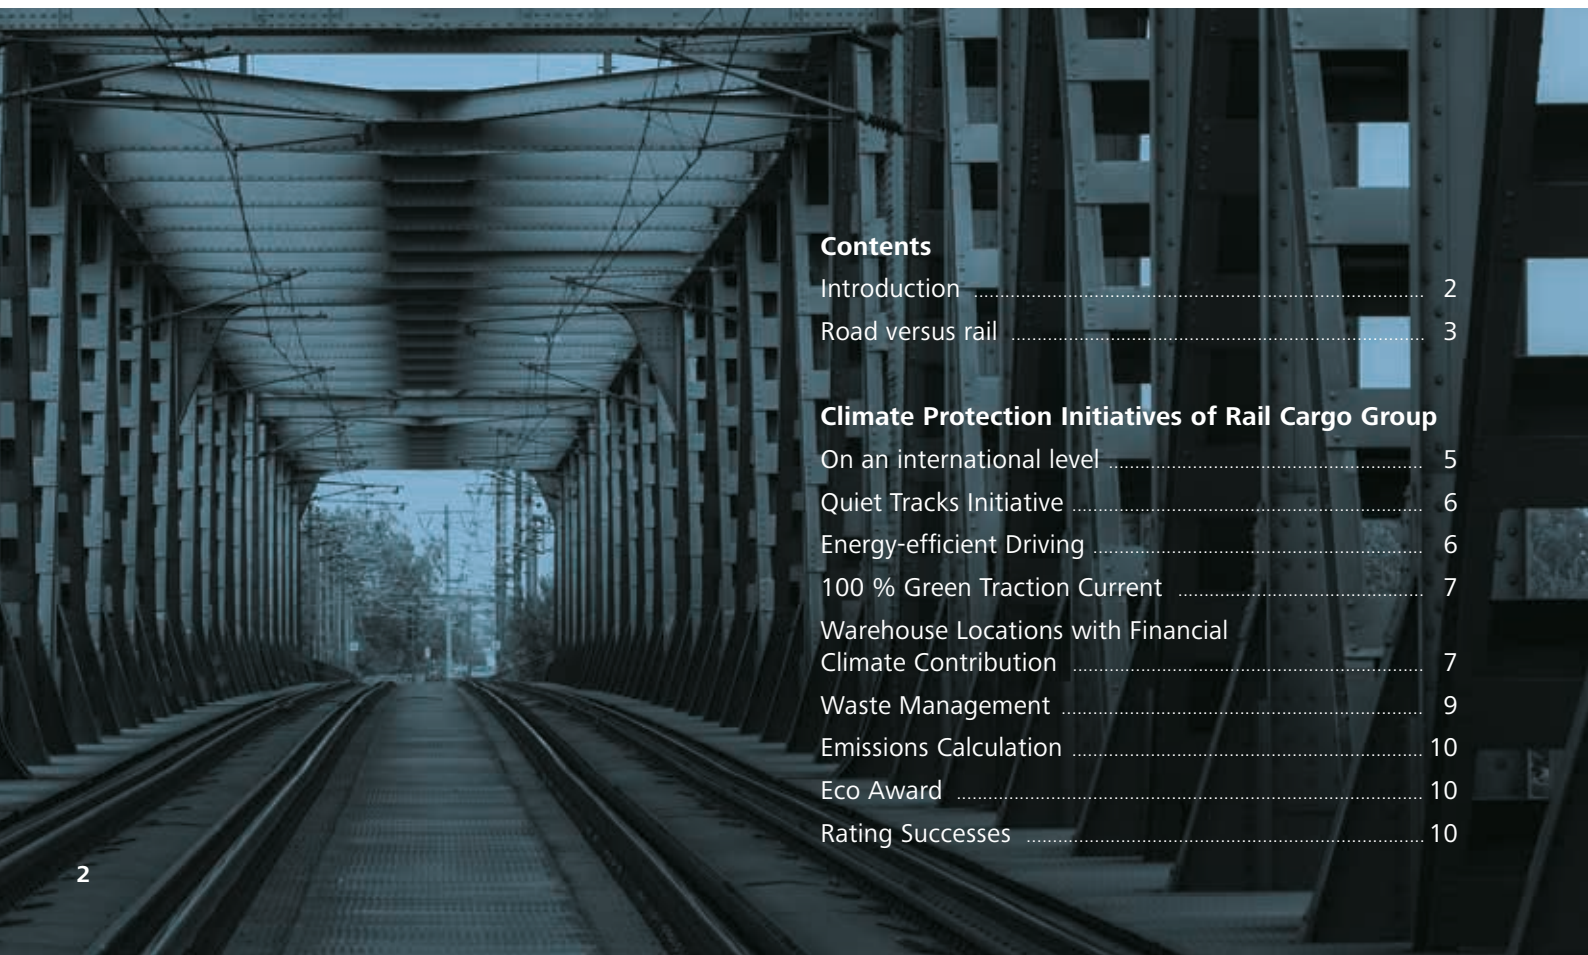 Contents
Introduction ........ 2
Road versus rail ........ 3
Climate Protection Initiatives of Rail Cargo Group
On an international level ........ 5
Quiet Tracks Initiative ........ 6
Energy-efficient Driving ........ 6
100 % Green Traction Current ........ 7
Warehouse Locations with Financial
Climate Contribution ........ 7
Waste Management ........ 9
Emissions Calculation ........ 10
Eco Award ........ 10
Rating Successes ........ 10
2